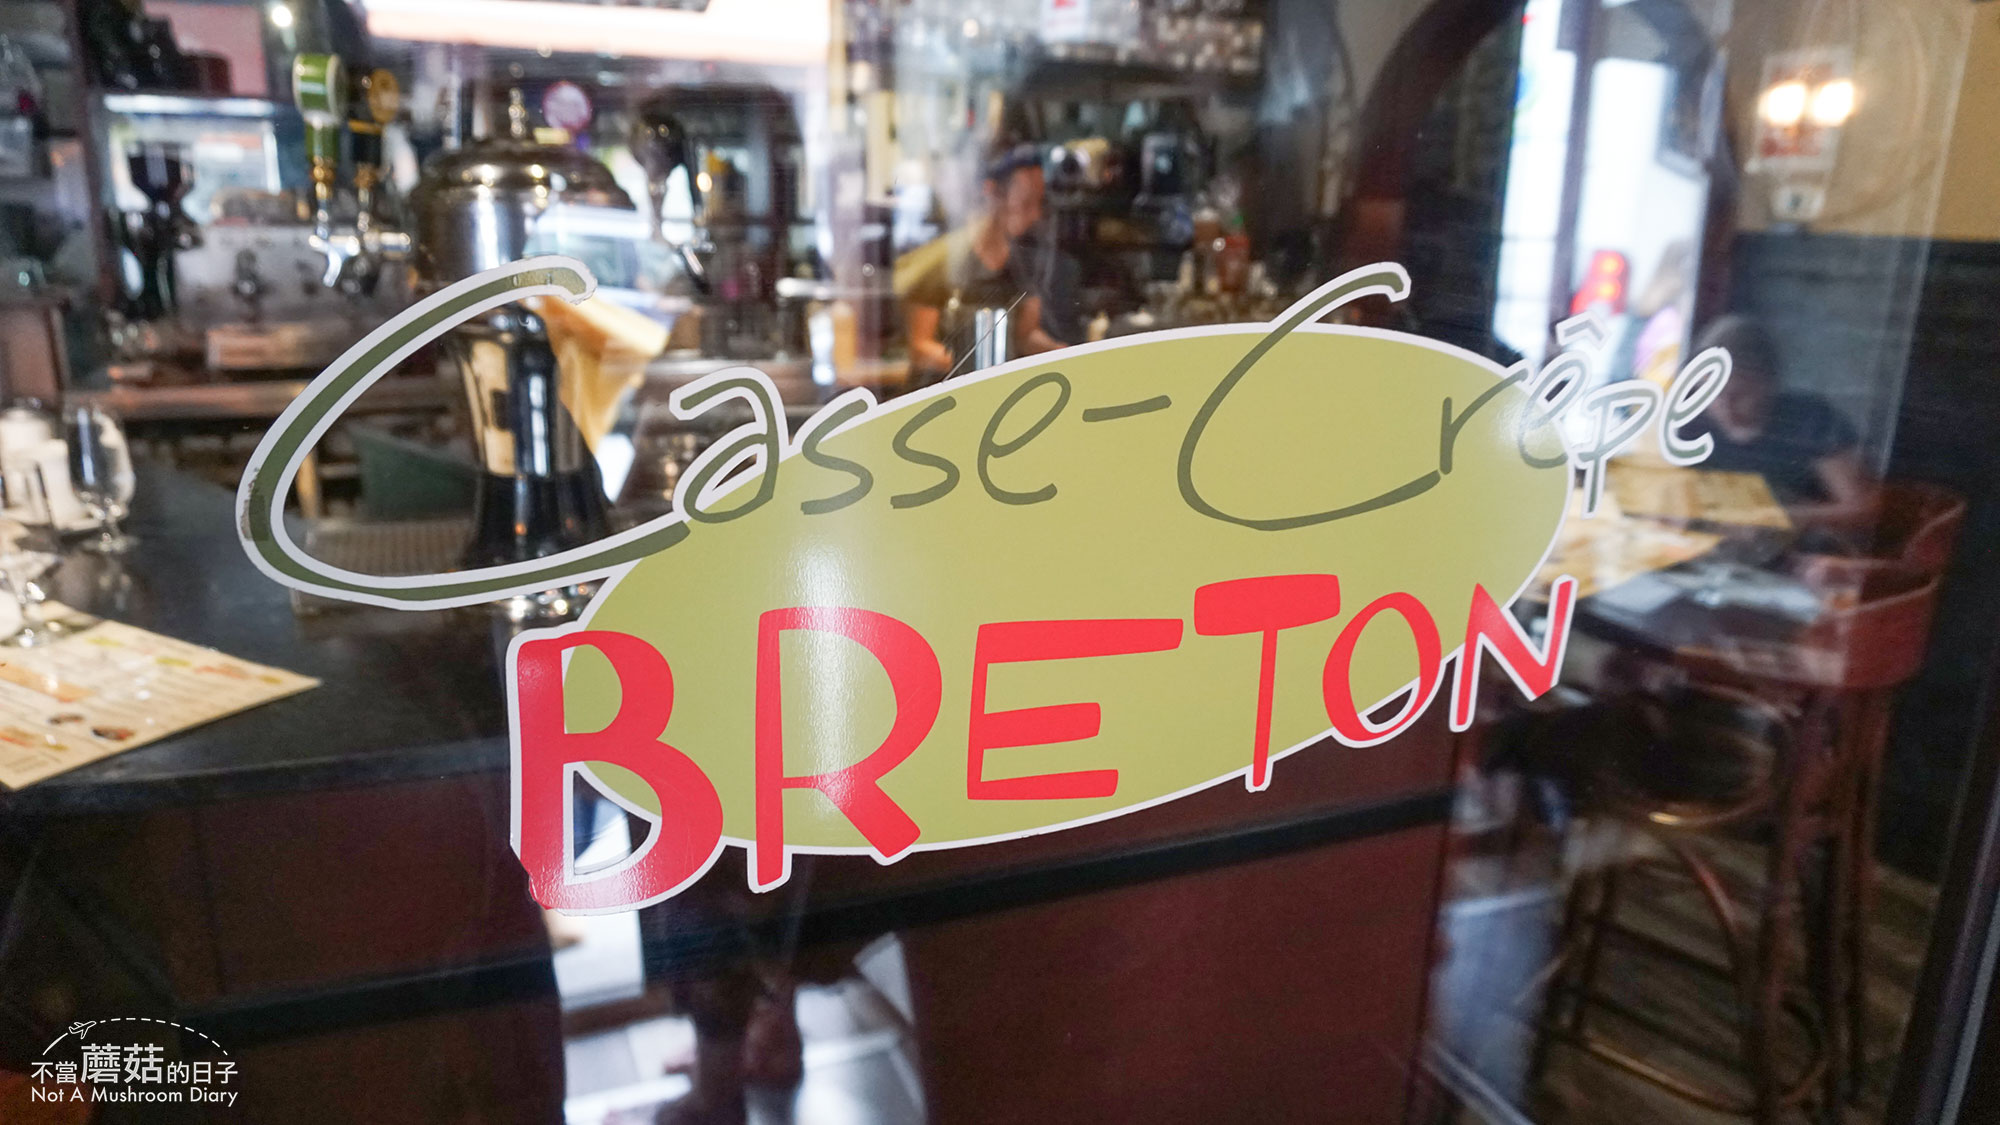 Casse-Crêpe
BRETON
不當蘑菇的日子
Not A Mushroom Diary